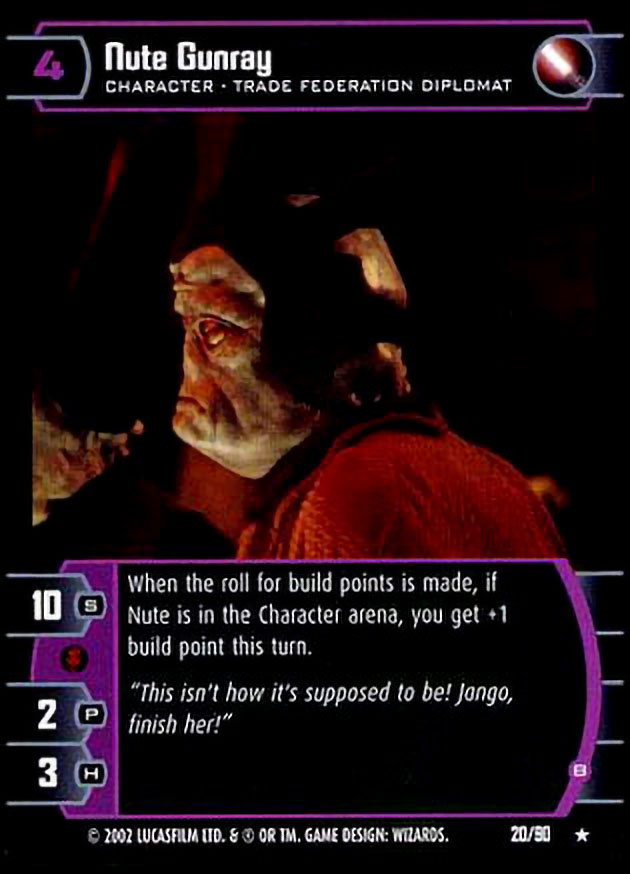 4
Nute Gunray
CHARACTER · TRADE FEDERATION DIPLOMAT
10 S
2 P
3 H
When the roll for build points is made, if
Nute is in the Character arena, you get +1
build point this turn.
"This isn't how it's supposed to be! Jango,
finish her!"
B
© 2002 LUCASFILM LTD. & ® OR TM. GAME DESIGN: WIZARDS. 20/90 ★